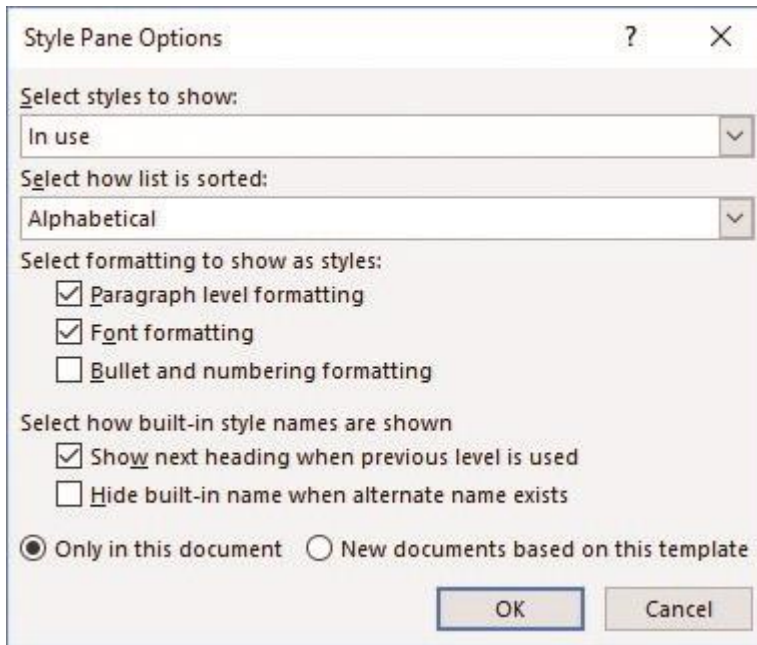 Style Pane Options ?
Select styles to show:
In use
Select how list is sorted:
Alphabetical
Select formatting to show as styles:
Paragraph level formatting
Font formatting
Bullet and numbering formatting
Select how built-in style names are shown
Show next heading when previous level is used
Hide built-in name when alternate name exists
Only in this document New documents based on this template
OK Cancel